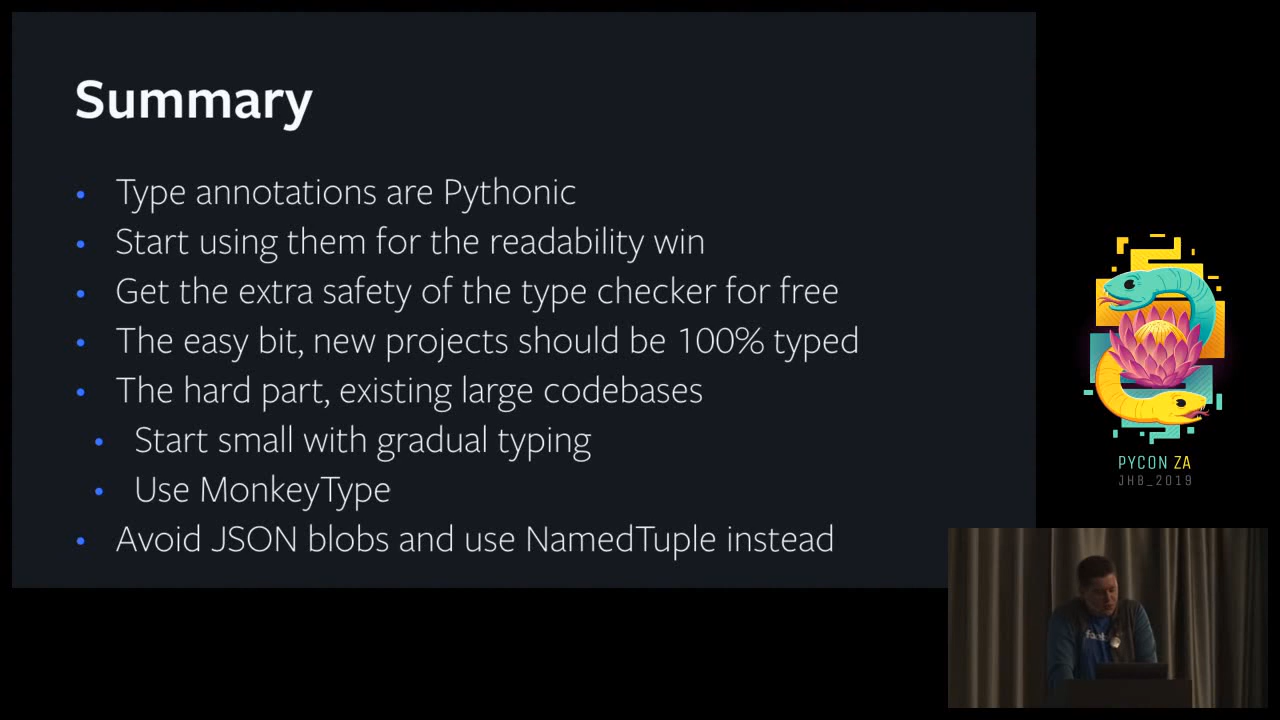 Summary
• Type annotations are Pythonic
• Start using them for the readability win
• Get the extra safety of the type checker for free
• The easy bit, new projects should be 100% typed
• The hard part, existing large codebases
• Start small with gradual typing
• Use MonkeyType
• Avoid JSON blobs and use NamedTuple instead
PYCON ZA
JHB_2019